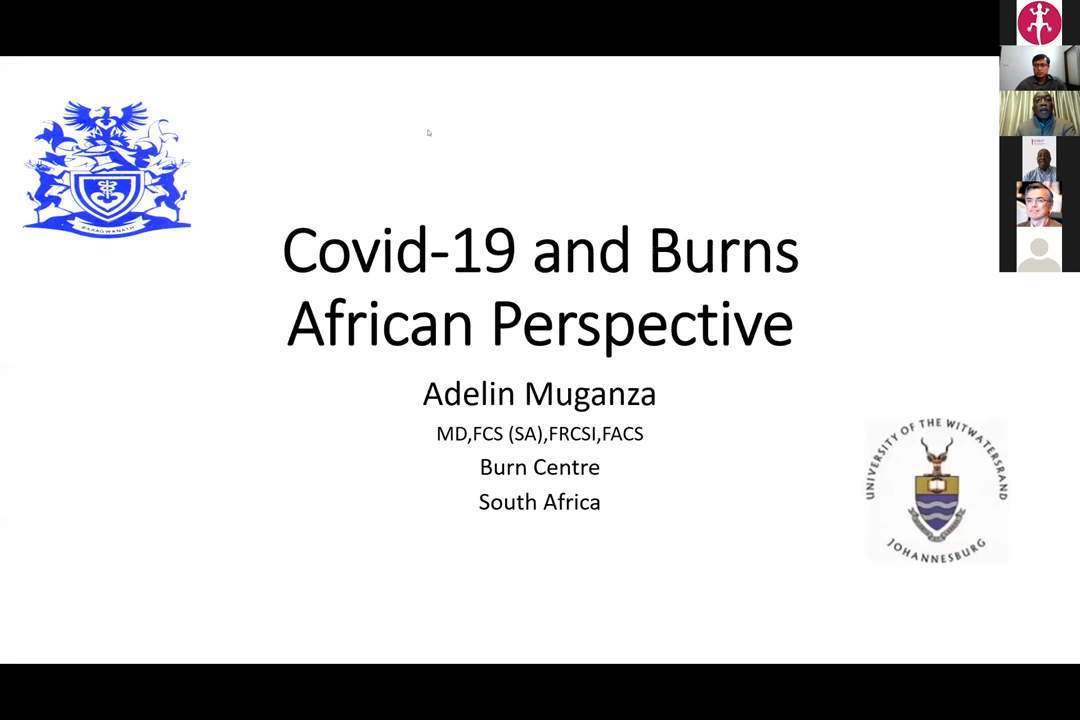 BARAGWANATH
Covid-19 and Burns
African Perspective
Adelin Muganza
MD,FCS (SA),FRCSI,FACS
Burn Centre
South Africa
UNIVERSITY OF THE WITWATERSRAND
JOHANNESBURG